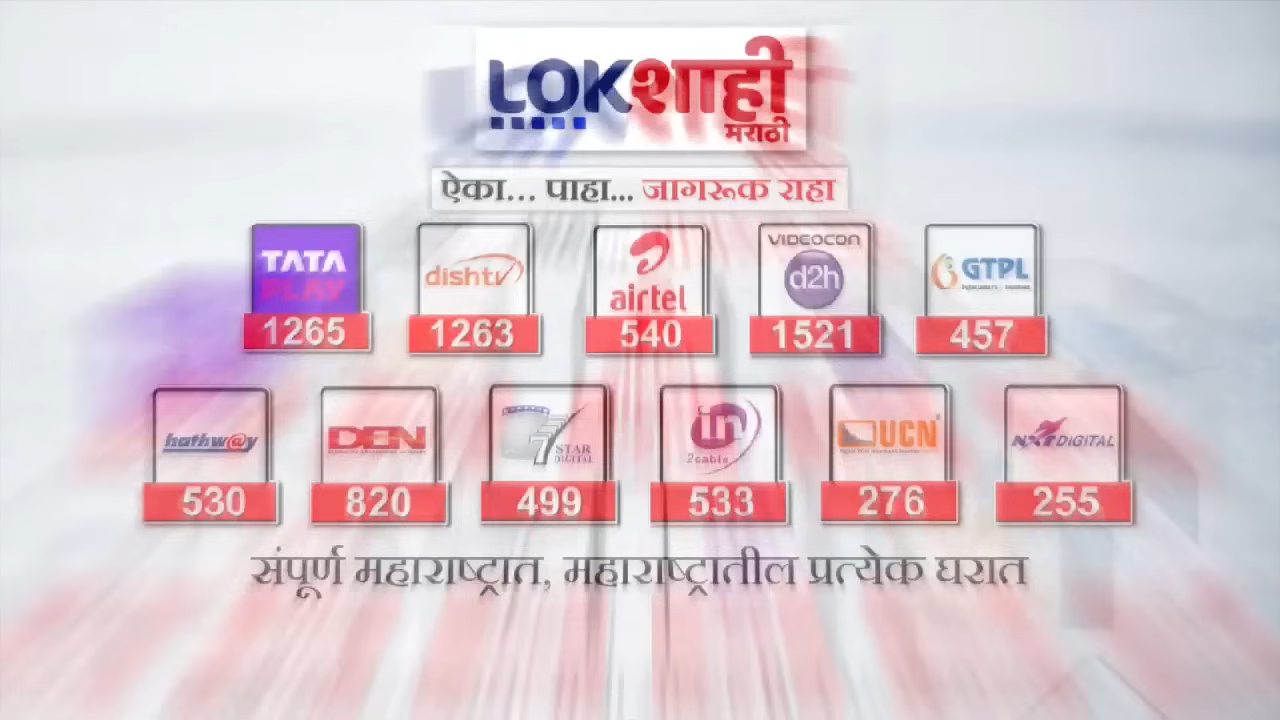 LOKशाही
मराठी
ऐका... पाहा... जागरूक राहा
TATA PLAY 1265
dishtv 1263
airtel 540
VIDEOCON d2h 1521
GTPL 457
hathw@y 530
DEN 820
7 STAR DIGITAL 499
in 2cable 533
UCN 276
NXT DIGITAL 255
संपूर्ण महाराष्ट्रात, महाराष्ट्रातील प्रत्येक घरात